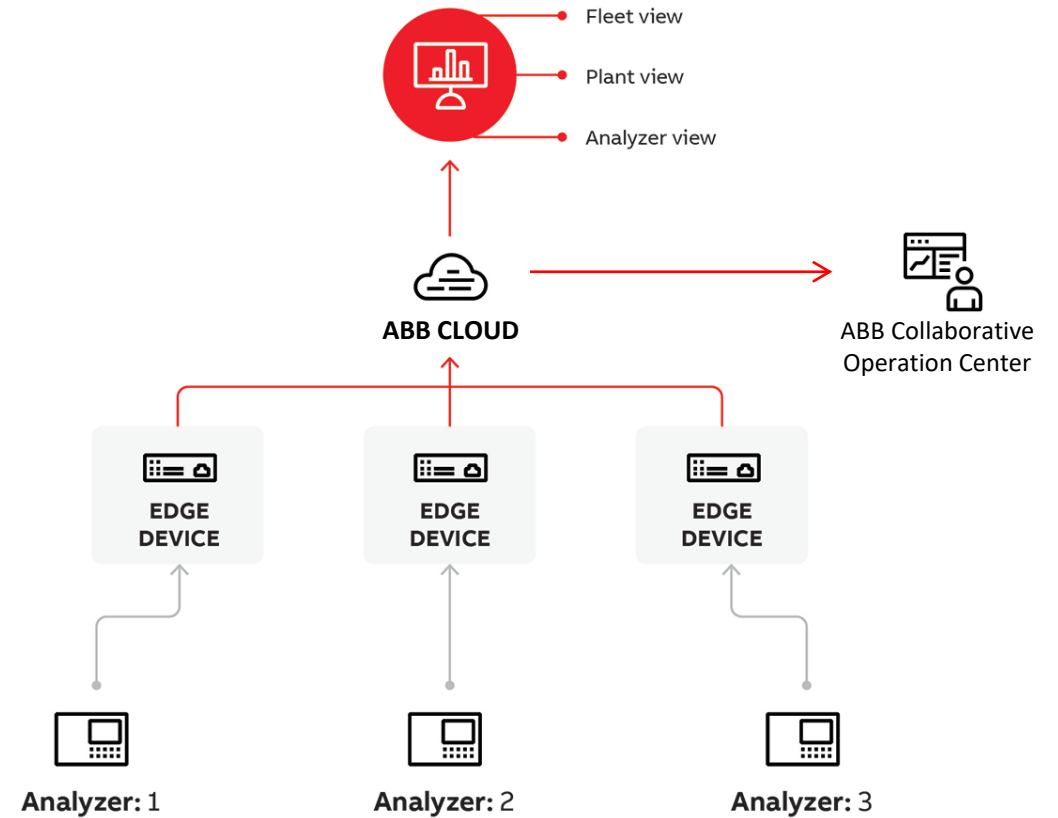 Fleet view
Plant view
Analyzer view
ABB CLOUD
ABB Collaborative
Operation Center
EDGE
DEVICE
EDGE
DEVICE
EDGE
DEVICE
Analyzer: 1
Analyzer: 2
Analyzer: 3